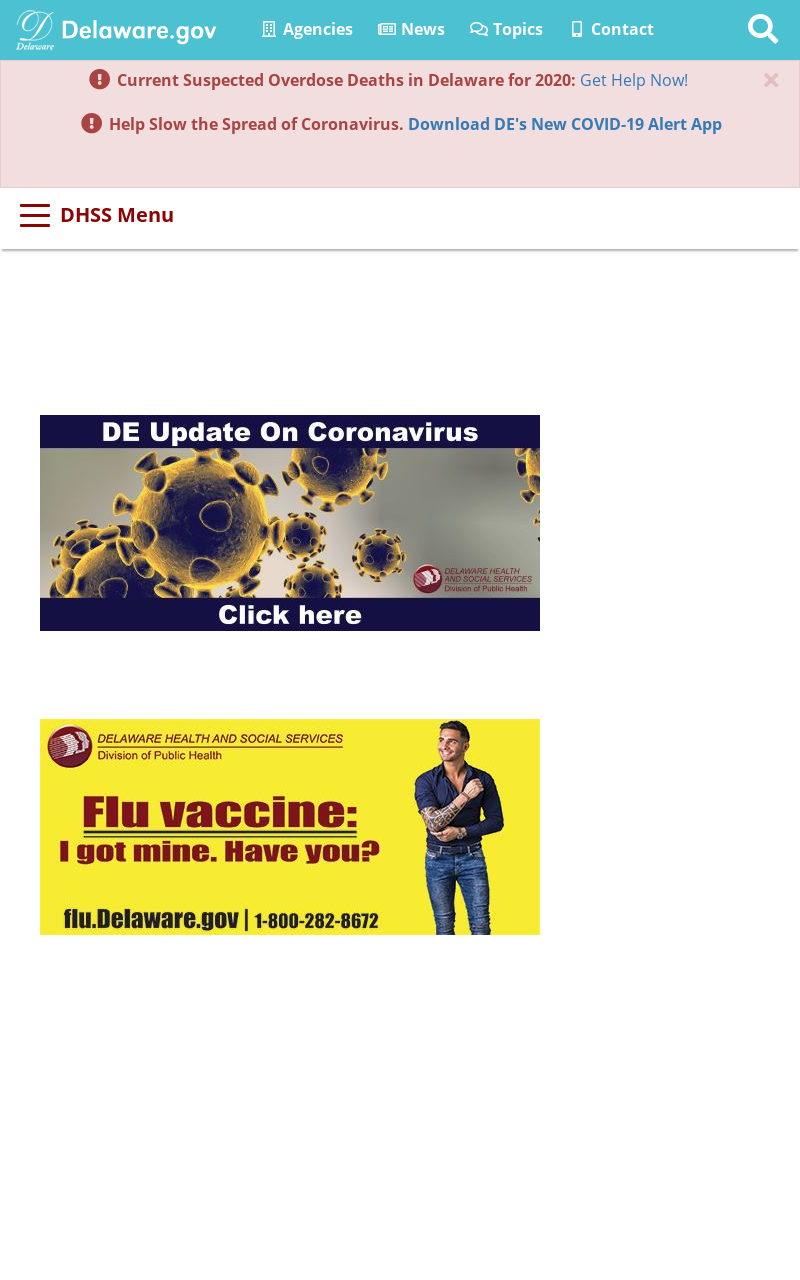 Delaware
Delaware.gov
Agencies
News
Topics
Contact
Current Suspected Overdose Deaths in Delaware for 2020: Get Help Now!
Help Slow the Spread of Coronavirus. Download DE's New COVID-19 Alert App
DHSS Menu
DE Update On Coronavirus
DELAWARE HEALTH
AND SOCIAL SERVICES
Division of Public Health
Click here
DELAWARE HEALTH AND SOCIAL SERVICES
Division of Public Health
Flu vaccine:
I got mine. Have you?
flu.Delaware.gov | 1-800-282-8672